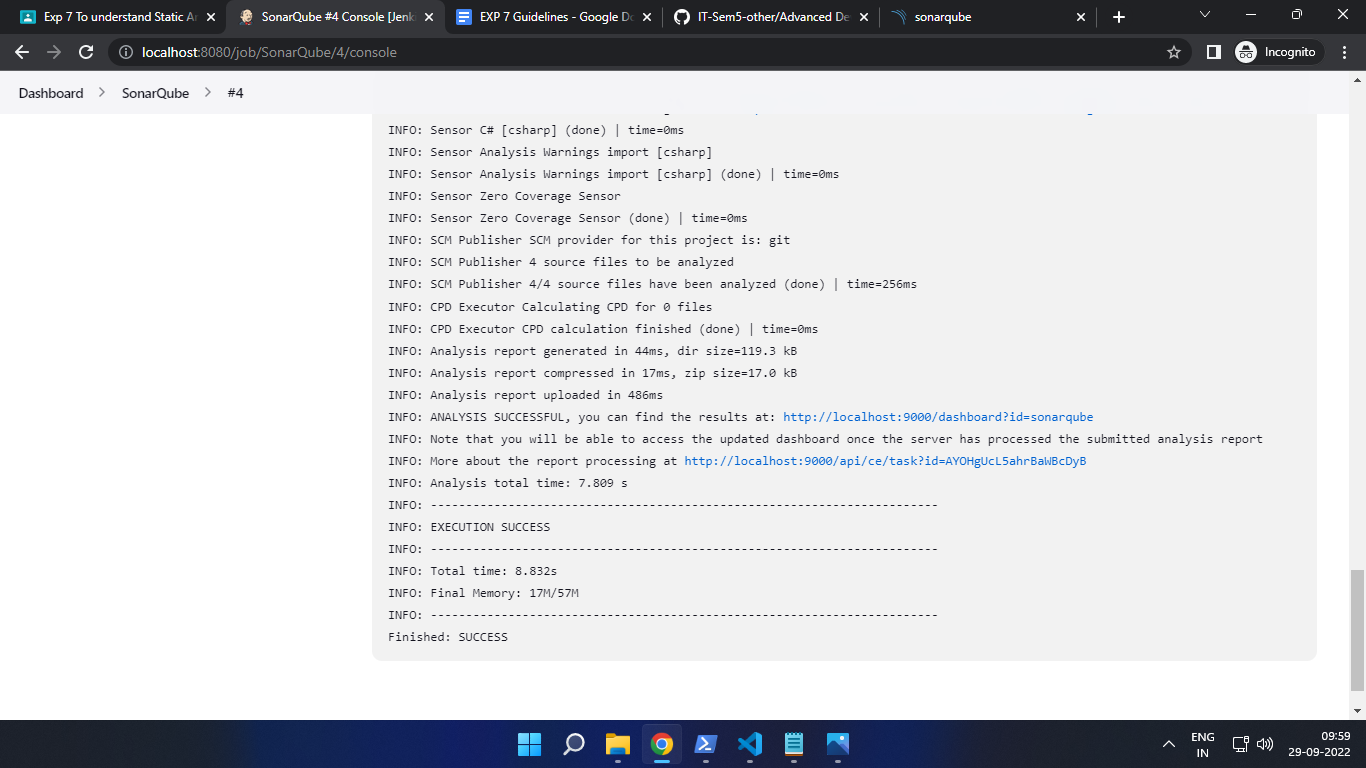 Exp 7 To understand Static A
SonarQube #4 Console [Jenk
EXP 7 Guidelines - Google Do
IT-Sem5-other/Advanced De
sonarqube
localhost:8080/job/SonarQube/4/console
Incognito
Dashboard > SonarQube > #4
INFO: Sensor C# [csharp] (done) | time=0ms
INFO: Sensor Analysis Warnings import [csharp]
INFO: Sensor Analysis Warnings import [csharp] (done) | time=0ms
INFO: Sensor Zero Coverage Sensor
INFO: Sensor Zero Coverage Sensor (done) | time=0ms
INFO: SCM Publisher SCM provider for this project is: git
INFO: SCM Publisher 4 source files to be analyzed
INFO: SCM Publisher 4/4 source files have been analyzed (done) | time=256ms
INFO: CPD Executor Calculating CPD for 0 files
INFO: CPD Executor CPD calculation finished (done) | time=0ms
INFO: Analysis report generated in 44ms, dir size=119.3 kB
INFO: Analysis report compressed in 17ms, zip size=17.0 kB
INFO: Analysis report uploaded in 486ms
INFO: ANALYSIS SUCCESSFUL, you can find the results at: http://localhost:9000/dashboard?id=sonarqube
INFO: Note that you will be able to access the updated dashboard once the server has processed the submitted analysis report
INFO: More about the report processing at http://localhost:9000/api/ce/task?id=AYOHgUcL5ahrBaWBcDyB
INFO: Analysis total time: 7.809 s
INFO: ------------------------------------------------------------------------
INFO: EXECUTION SUCCESS
INFO: ------------------------------------------------------------------------
INFO: Total time: 8.832s
INFO: Final Memory: 17M/57M
INFO: ------------------------------------------------------------------------
Finished: SUCCESS
ENG
IN
09:59
29-09-2022